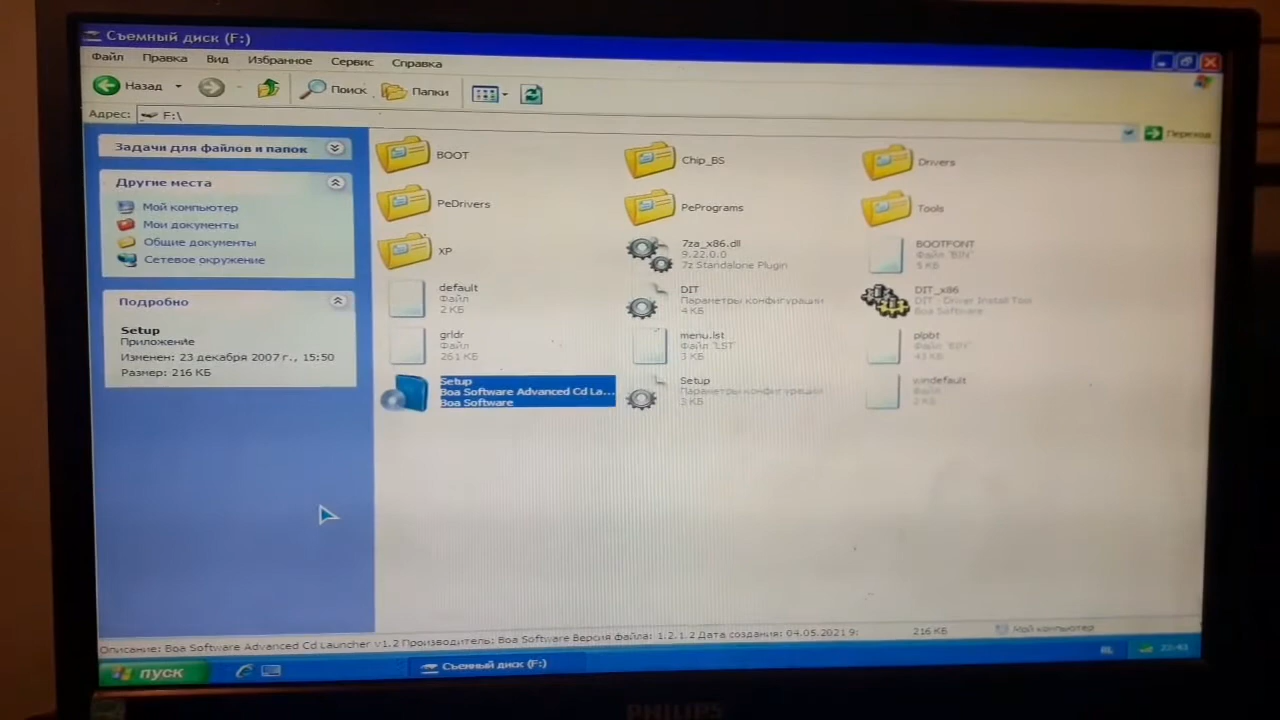 Съемный диск (F:)
Файл Правка Вид Избранное Сервис Справка
Назад Поиск Папки
Адрес: F:\ Переход
Задачи для файлов и папок
Другие места
Мой компьютер
Мои документы
Общие документы
Сетевое окружение
Подробно
Setup
Приложение
Изменен: 23 декабря 2007 г., 15:50
Размер: 216 КБ
BOOT
Chip_BS
Drivers
PeDrivers
PePrograms
Tools
XP
7za_x86.dll
9.22.0.0
7z Standalone Plugin
BOOTFONT
Файл "BIN"
5 КБ
default
Файл
2 КБ
DIT
Параметры конфигурации
4 КБ
DIT_x86
DIT - Driver Install Tool
Boa Software
grldr
Файл
261 КБ
menu.lst
Файл "LST"
3 КБ
plpbt
43 КБ
Setup
Boa Software Advanced Cd La...
Boa Software
Setup
Параметры конфигурации
3 КБ
windefault
2 КБ
Описание: Boa Software Advanced Cd Launcher v1.2 Производитель: Boa Software Версия файла: 1.2.1.2 Дата создания: 04.05.2021 9: 216 КБ Мой компьютер
пуск Съемный диск (F:) RL
PHILIPS